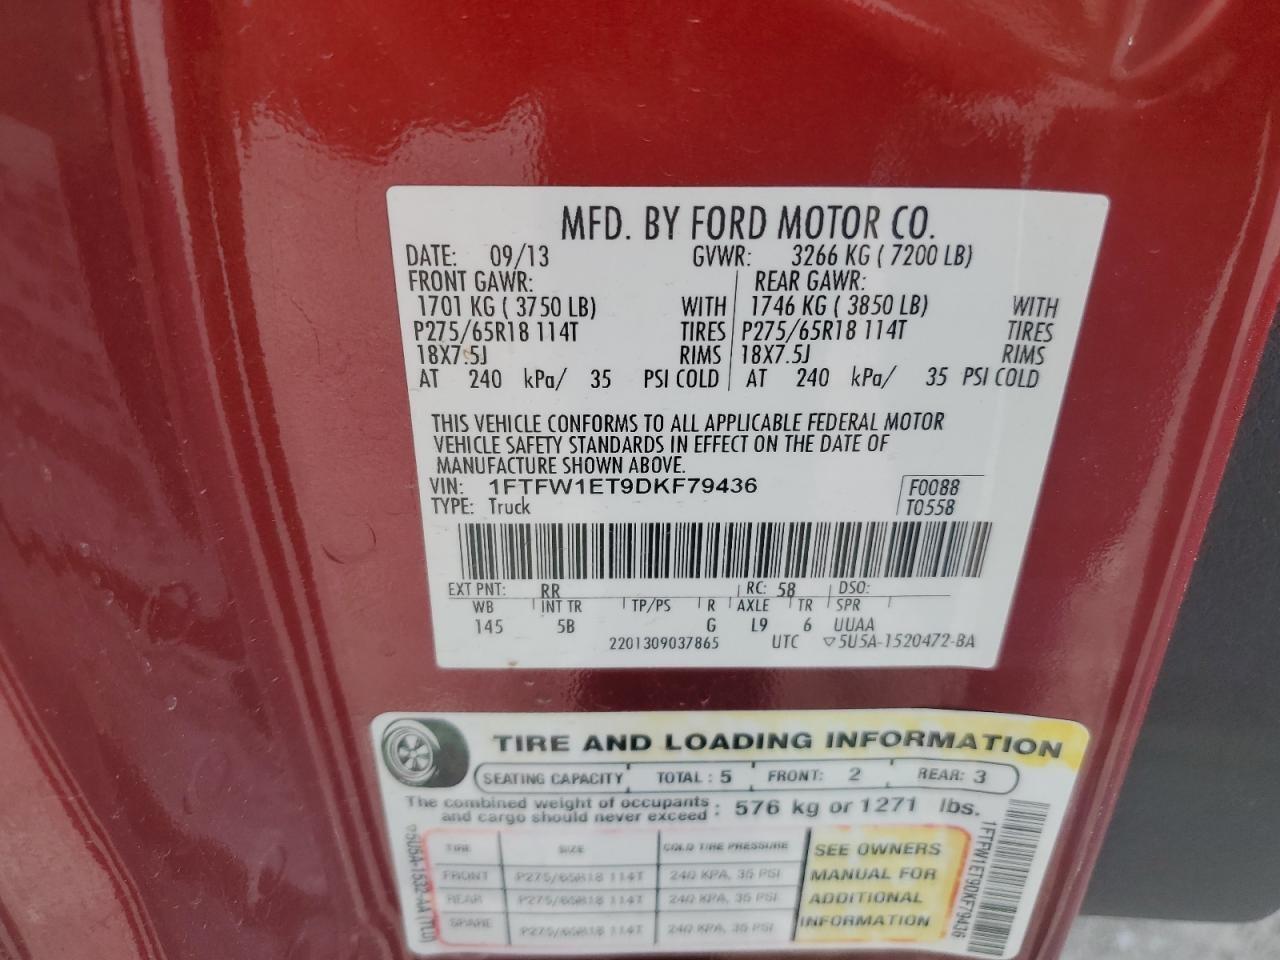 MFD. BY FORD MOTOR CO.
DATE: 09/13 GVWR: 3266 KG ( 7200 LB)
FRONT GAWR: REAR GAWR:
1701 KG ( 3750 LB) WITH 1746 KG ( 3850 LB) WITH
P275/65R18 114T TIRES P275/65R18 114T TIRES
18X7.5J RIMS 18X7.5J RIMS
AT 240 kPa/ 35 PSI COLD AT 240 kPa/ 35 PSI COLD
THIS VEHICLE CONFORMS TO ALL APPLICABLE FEDERAL MOTOR
VEHICLE SAFETY STANDARDS IN EFFECT ON THE DATE OF
MANUFACTURE SHOWN ABOVE.
VIN: 1FTFW1ET9DKF79436 F0088
TYPE: Truck T0558
EXT PNT: RR RC: 58 DSO:
WB INT TR TP/PS R AXLE TR SPR
145 5B G L9 6 UUAA
2201309037865 UTC ▽5U5A-1520472-BA
TIRE AND LOADING INFORMATION
SEATING CAPACITY TOTAL : 5 FRONT: 2 REAR: 3
The combined weight of occupants
and cargo should never exceed : 576 kg or 1271 lbs.
TIRE SIZE COLD TIRE PRESSURE SEE OWNERS
FRONT P275/65R18 114T 240 KPA, 35 PSI MANUAL FOR
REAR P275/65R18 114T 240 KPA, 35 PSI ADDITIONAL
SPARE P275/65R18 114T 240 KPA, 35 PSI INFORMATION
1FTFW1ET9DKF79436